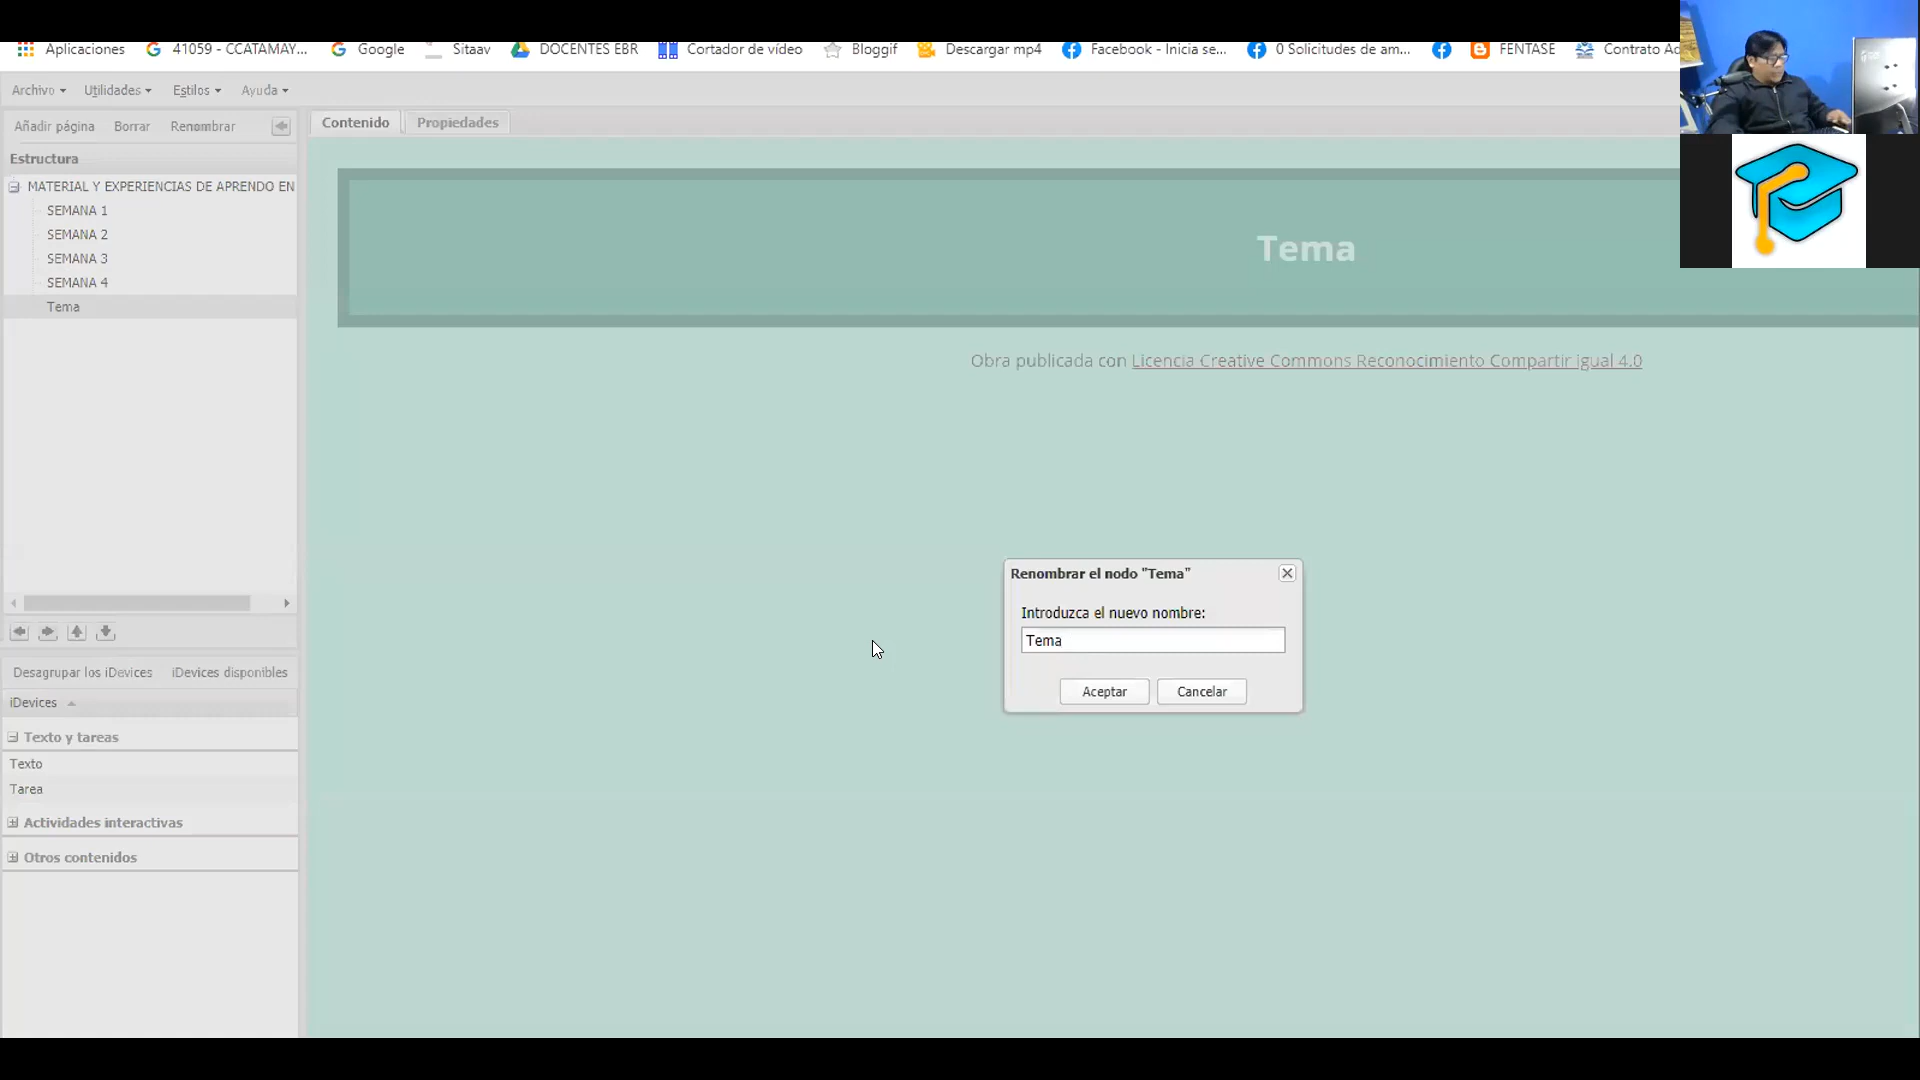 Aplicaciones
41059 - CCATAMAY...
Google
Sitaav
DOCENTES EBR
Cortador de vídeo
Bloggif
Descargar mp4
Facebook - Inicia se...
0 Solicitudes de am...
FENTASE
Contrato Ad
Archivo
Utilidades
Estilos
Ayuda
Añadir página
Borrar
Renombrar
Contenido
Propiedades
Estructura
MATERIAL Y EXPERIENCIAS DE APRENDO EN
SEMANA 1
SEMANA 2
SEMANA 3
SEMANA 4
Tema
Tema
Obra publicada con Licencia Creative Commons Reconocimiento Compartir igual 4.0
Renombrar el nodo "Tema"
Introduzca el nuevo nombre:
Tema
Aceptar
Cancelar
Desagrupar los iDevices
iDevices disponibles
iDevices
Texto y tareas
Texto
Tarea
Actividades interactivas
Otros contenidos